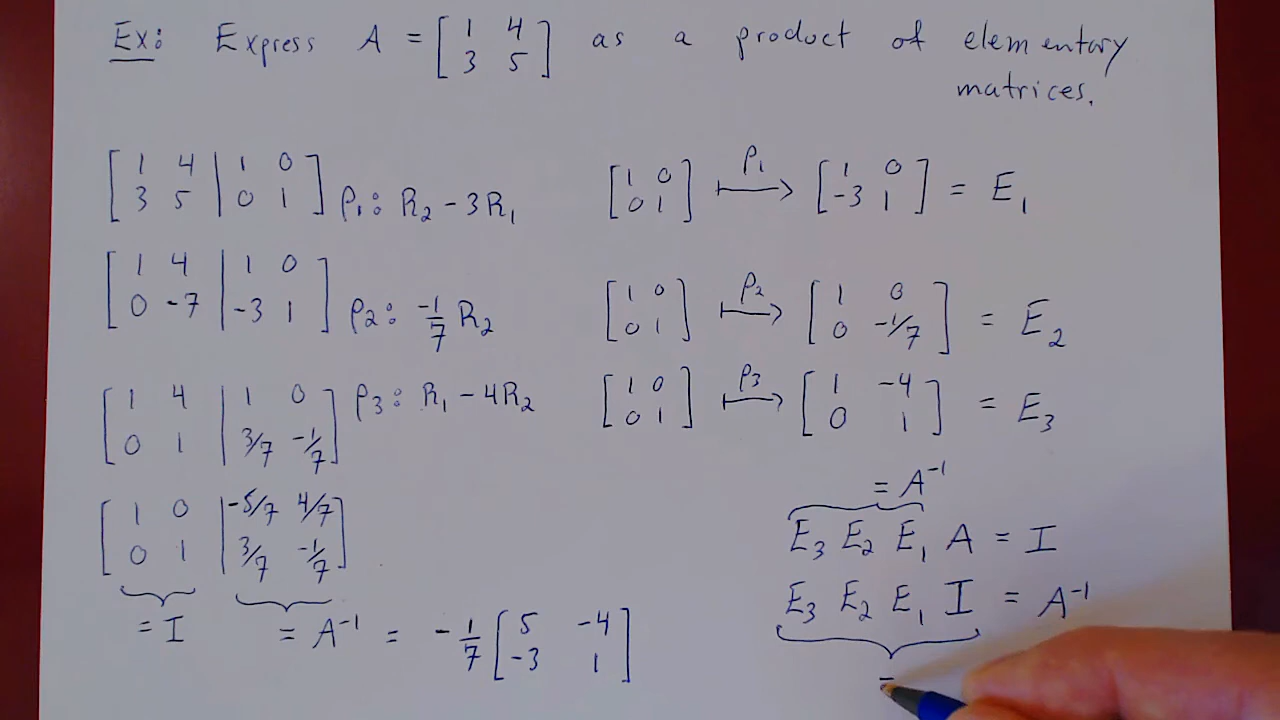 Ex: Express A = [ 1 4 ; 3 5 ] as a product of elementary
matrices.
[ 1 4 | 1 0 ; 3 5 | 0 1 ] ρ₁: R₂ - 3R₁
[ 1 4 | 1 0 ; 0 -7 | -3 1 ] ρ₂: -1/7 R₂
[ 1 4 | 1 0 ; 0 1 | 3/7 -1/7 ] ρ₃: R₁ - 4R₂
[ 1 0 | -5/7 4/7 ; 0 1 | 3/7 -1/7 ]
= I = A⁻¹ = -1/7 [ 5 -4 ; -3 1 ]
[ 1 0 ; 0 1 ] ρ₁ ↦ [ 1 0 ; -3 1 ] = E₁
[ 1 0 ; 0 1 ] ρ₂ ↦ [ 1 0 ; 0 -1/7 ] = E₂
[ 1 0 ; 0 1 ] ρ₃ ↦ [ 1 -4 ; 0 1 ] = E₃
= A⁻¹
E₃ E₂ E₁ A = I
E₃ E₂ E₁ I = A⁻¹
=